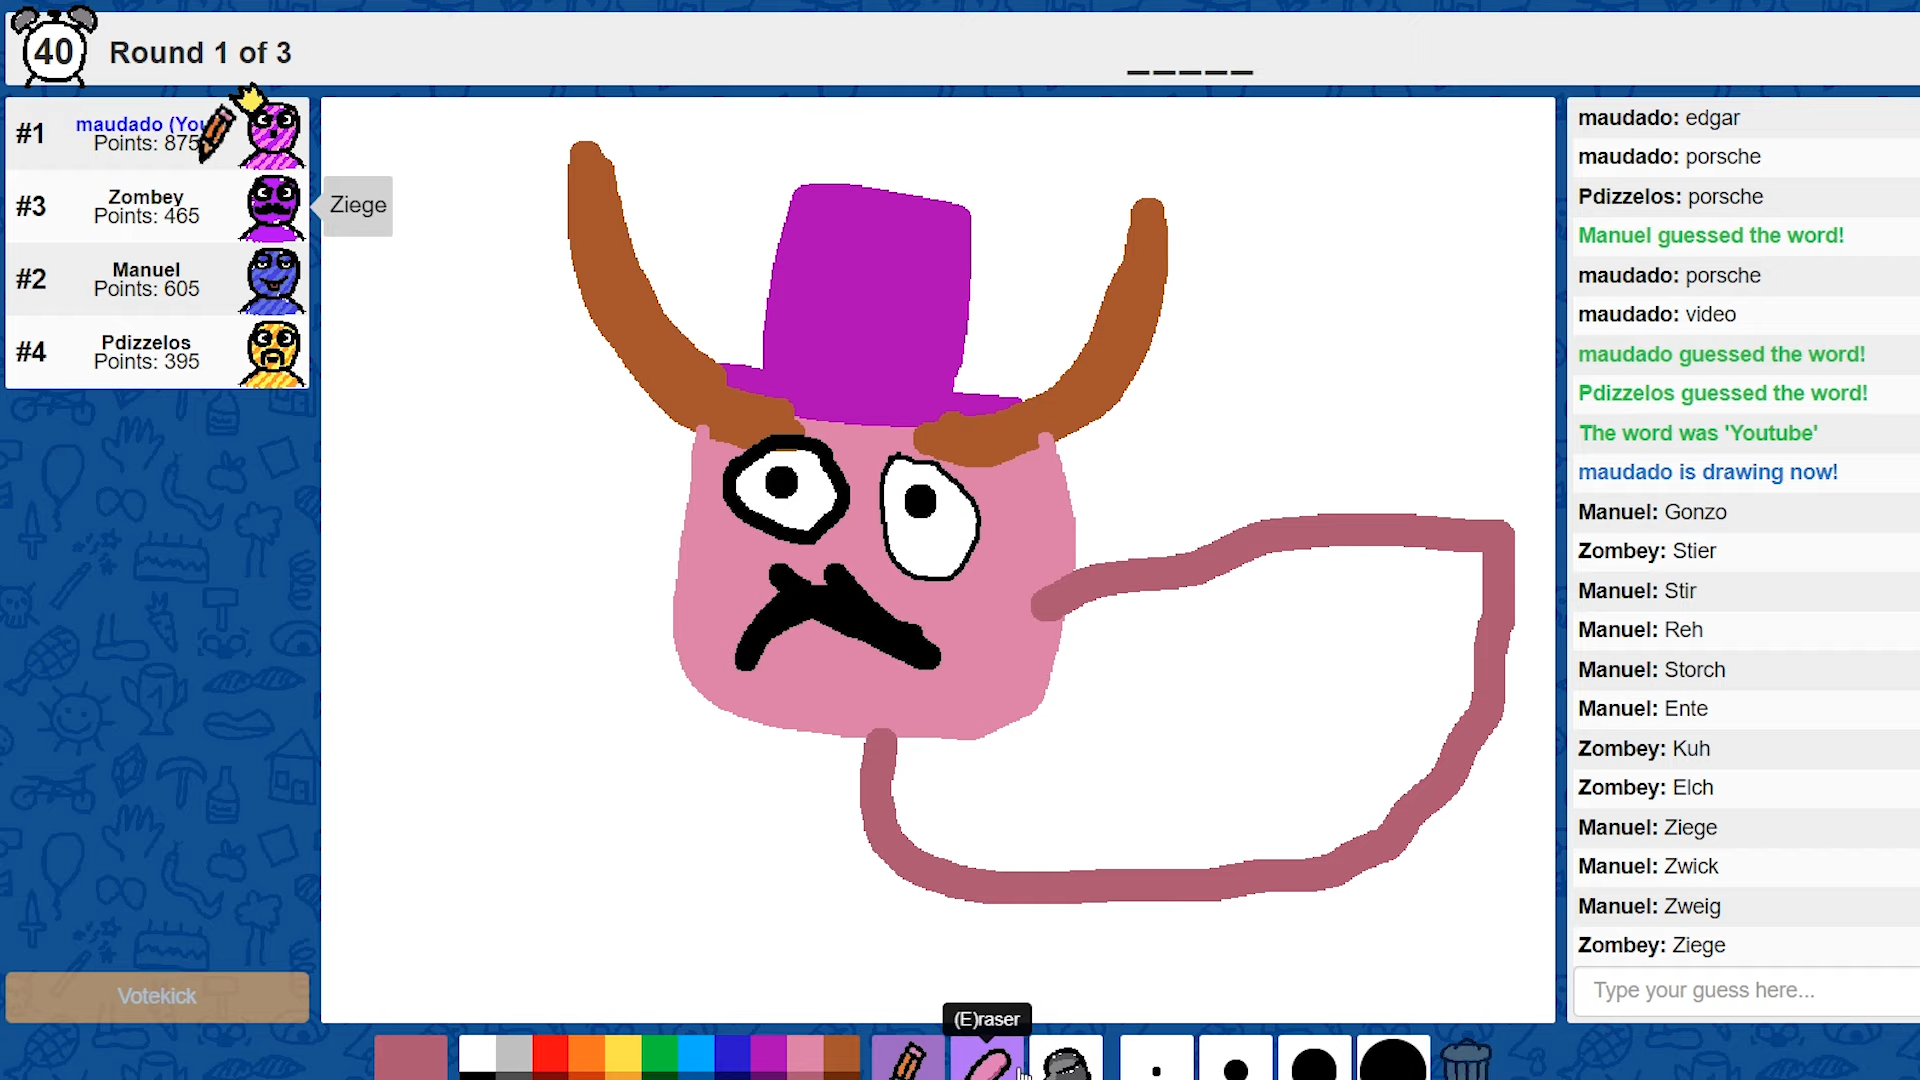 40
Round 1 of 3
_ _ _ _ _
#1
maudado (You
Points: 875
#3
Zombey
Points: 465
Ziege
#2
Manuel
Points: 605
#4
Pdizzelos
Points: 395
Votekick
maudado: edgar
maudado: porsche
Pdizzelos: porsche
Manuel guessed the word!
maudado: porsche
maudado: video
maudado guessed the word!
Pdizzelos guessed the word!
The word was 'Youtube'
maudado is drawing now!
Manuel: Gonzo
Zombey: Stier
Manuel: Stir
Manuel: Reh
Manuel: Storch
Manuel: Ente
Zombey: Kuh
Zombey: Elch
Manuel: Ziege
Manuel: Zwick
Manuel: Zweig
Zombey: Ziege
Type your guess here...
(E)raser